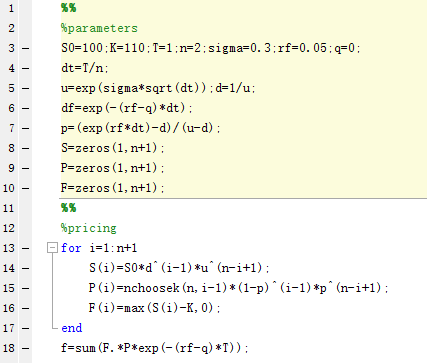 1 %%
2 %parameters
3 – S0=100;K=110;T=1;n=2;sigma=0.3;rf=0.05;q=0;
4 – dt=T/n;
5 – u=exp(sigma*sqrt(dt));d=1/u;
6 – df=exp(-(rf-q)*dt);
7 – p=(exp(rf*dt)-d)/(u-d);
8 – S=zeros(1,n+1);
9 – P=zeros(1,n+1);
10 – F=zeros(1,n+1);
11 %%
12 %pricing
13 – for i=1:n+1
14 – S(i)=S0*d^(i-1)*u^(n-i+1);
15 – P(i)=nchoosek(n,i-1)*(1-p)^(i-1)*p^(n-i+1);
16 – F(i)=max(S(i)-K,0);
17 – end
18 – f=sum(F.*P*exp(-(rf-q)*T));